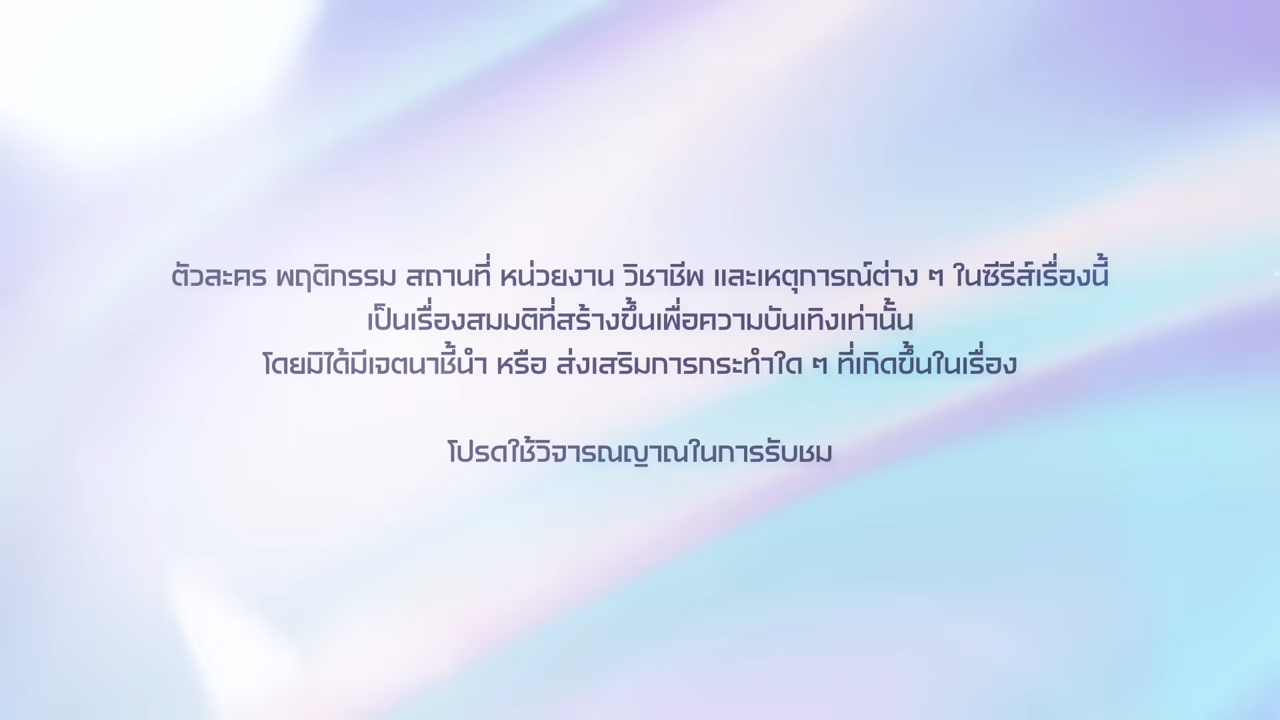 ตัวละคร พฤติกรรม สถานที่ หน่วยงาน วิชาชีพ และเหตุการณ์ต่าง ๆ ในซีรีส์เรื่องนี้
เป็นเรื่องสมมติที่สร้างขึ้นเพื่อความบันเทิงเท่านั้น
โดยมิได้มีเจตนาชี้นำ หรือ ส่งเสริมการกระทำใด ๆ ที่เกิดขึ้นในเรื่อง
โปรดใช้วิจารณญาณในการรับชม